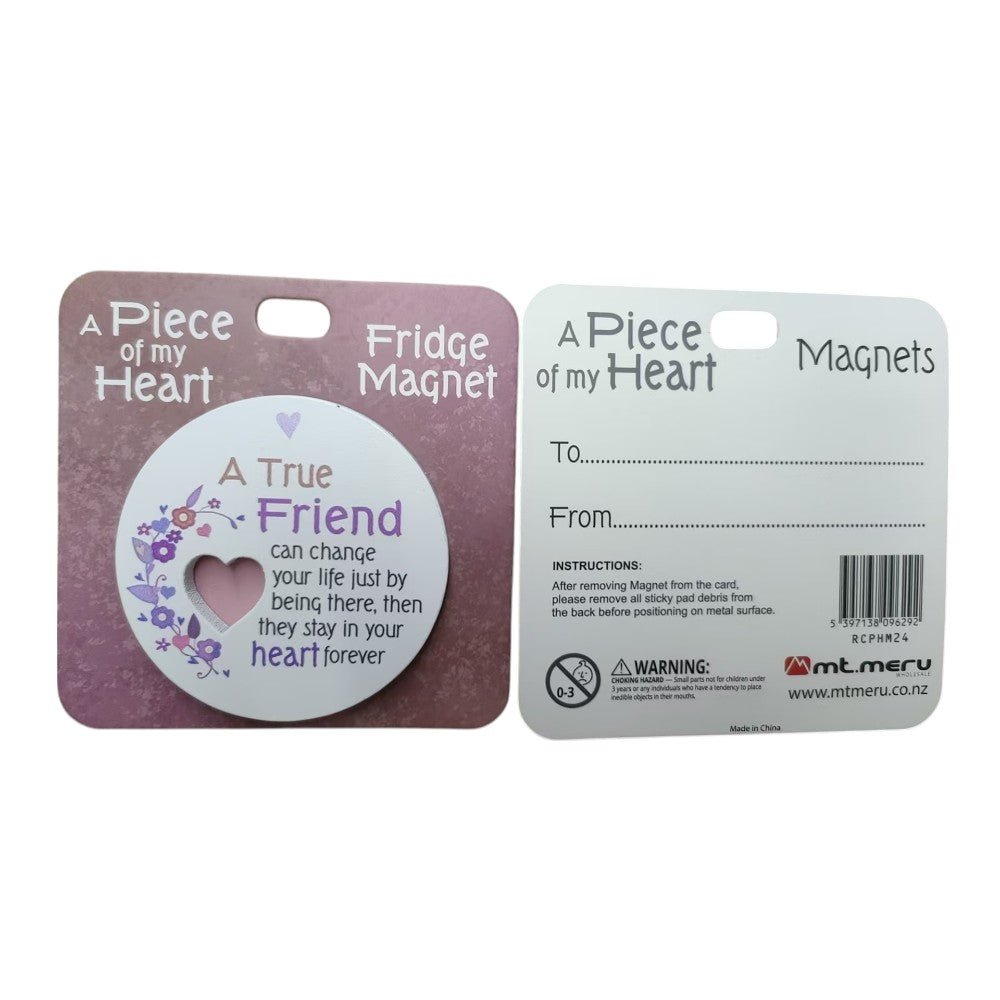 A Piece
of my
Heart
Fridge
Magnet
A True
Friend
can change
your life just by
being there, then
they stay in your
heart forever
A Piece
of my Heart
Magnets
To......................................................
From..................................................
INSTRUCTIONS:
After removing Magnet from the card,
please remove all sticky pad debris from
the back before positioning on metal surface.
5 397138 096292
RCPHM24
0-3
WARNING:
CHOKING HAZARD — Small parts not for children under
3 years or any individuals who have a tendency to place
inedible objects in their mouths.
mt.meru
WHOLESALE
www.mtmeru.co.nz
Made in China